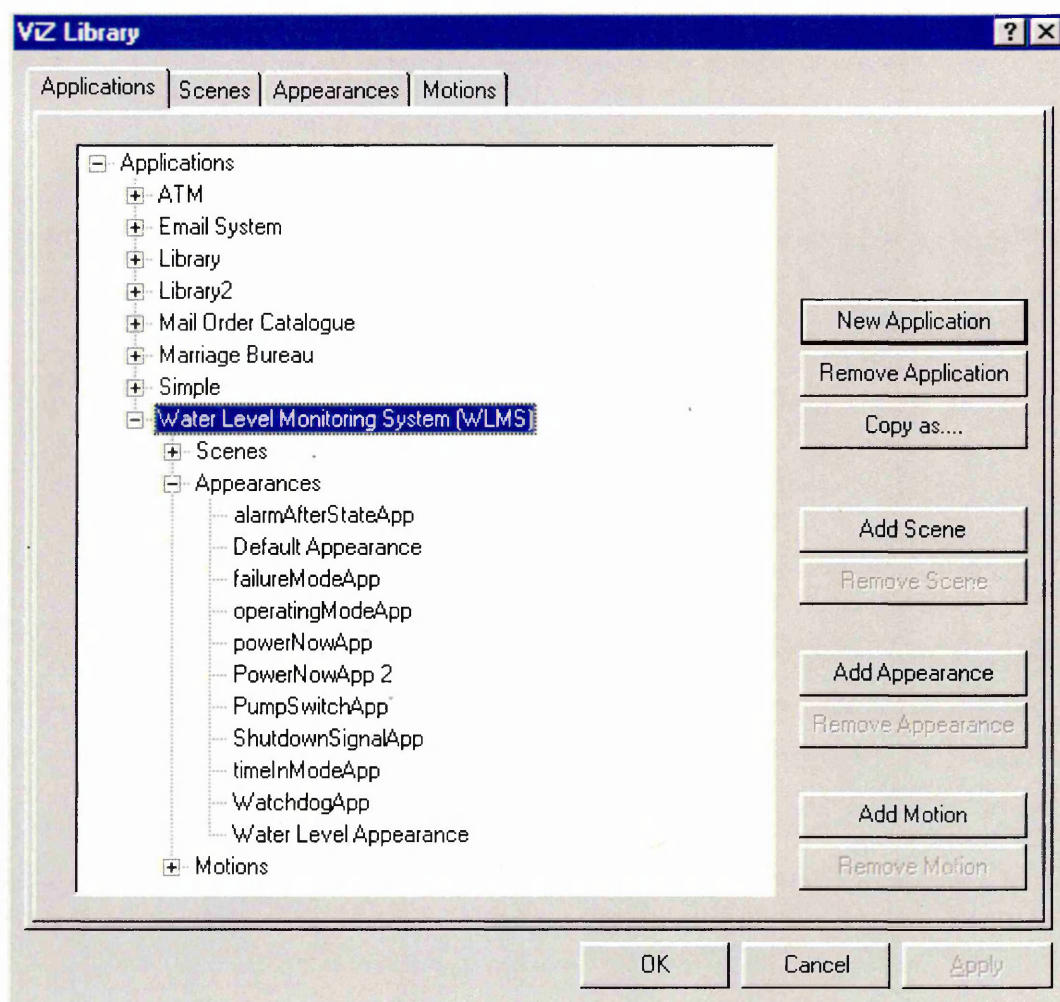 ViZ Library
Applications Scenes Appearances Motions
Applications
ATM
Email System
Library
Library2
Mail Order Catalogue
Marriage Bureau
Simple
Water Level Monitoring System (WLMS)
Scenes
Appearances
alarmAfterStateApp
Default Appearance
failureModeApp
operatingModeApp
powerNowApp
PowerNowApp 2
PumpSwitchApp
ShutdownSignalApp
timeInModeApp
WatchdogApp
Water Level Appearance
Motions
New Application
Remove Application
Copy as....
Add Scene
Remove Scene
Add Appearance
Remove Appearance
Add Motion
Remove Motion
OK Cancel Apply